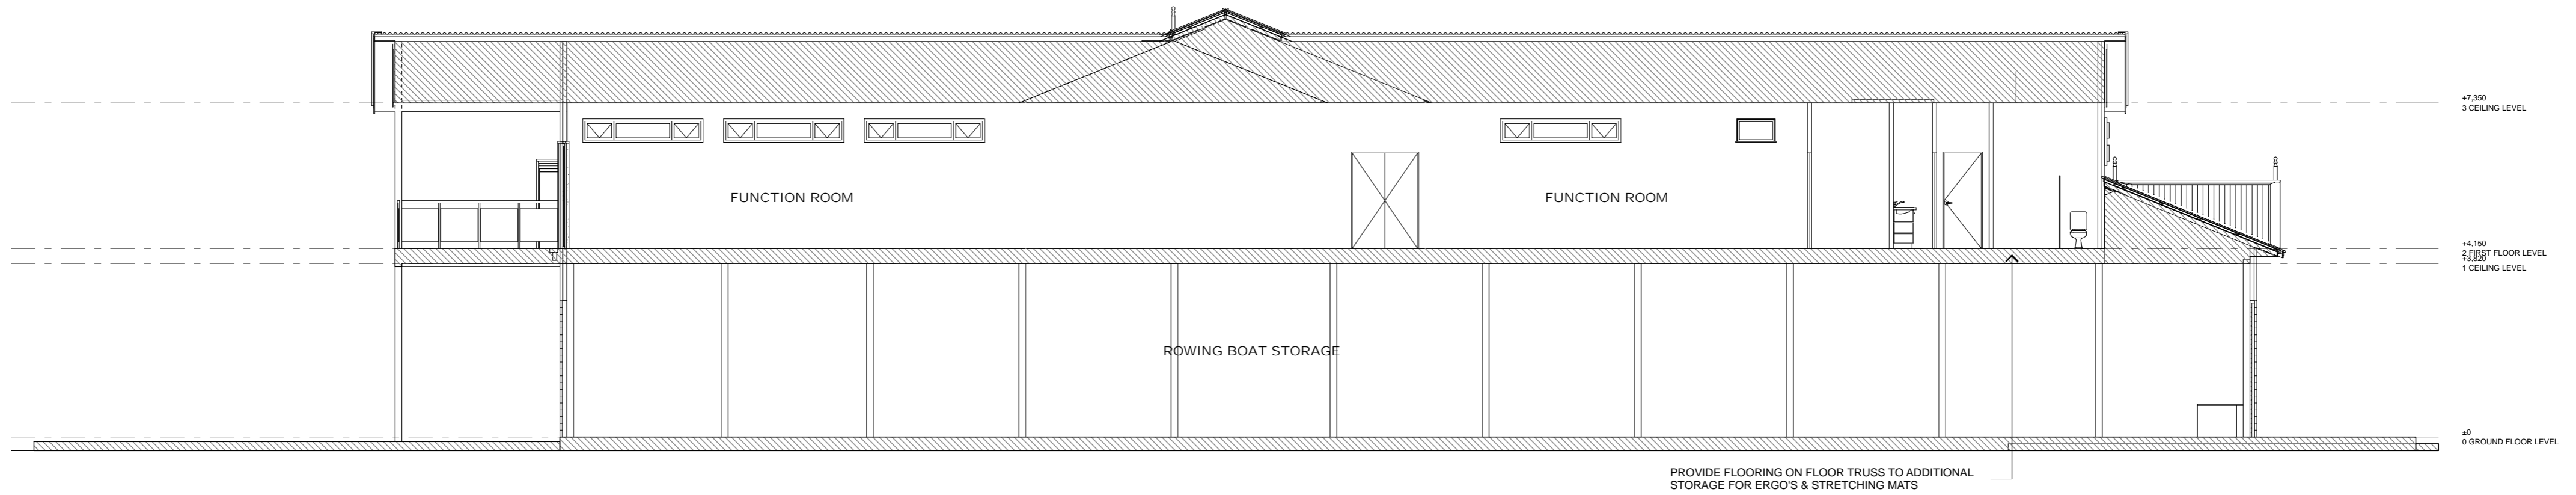 +7,350
3 CEILING LEVEL
FUNCTION ROOM
FUNCTION ROOM
+4,150
2 FIRST FLOOR LEVEL
+3,820
1 CEILING LEVEL
ROWING BOAT STORAGE
±0
0 GROUND FLOOR LEVEL
PROVIDE FLOORING ON FLOOR TRUSS TO ADDITIONAL
STORAGE FOR ERGO'S & STRETCHING MATS